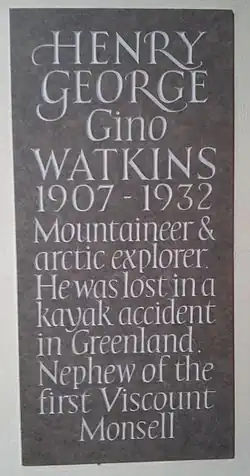 HENRY
GEORGE
Gino
WATKINS
1907 - 1932
Mountaineer &
arctic explorer.
He was lost in a
kayak accident
in Greenland.
Nephew of the
first Viscount
Monsell